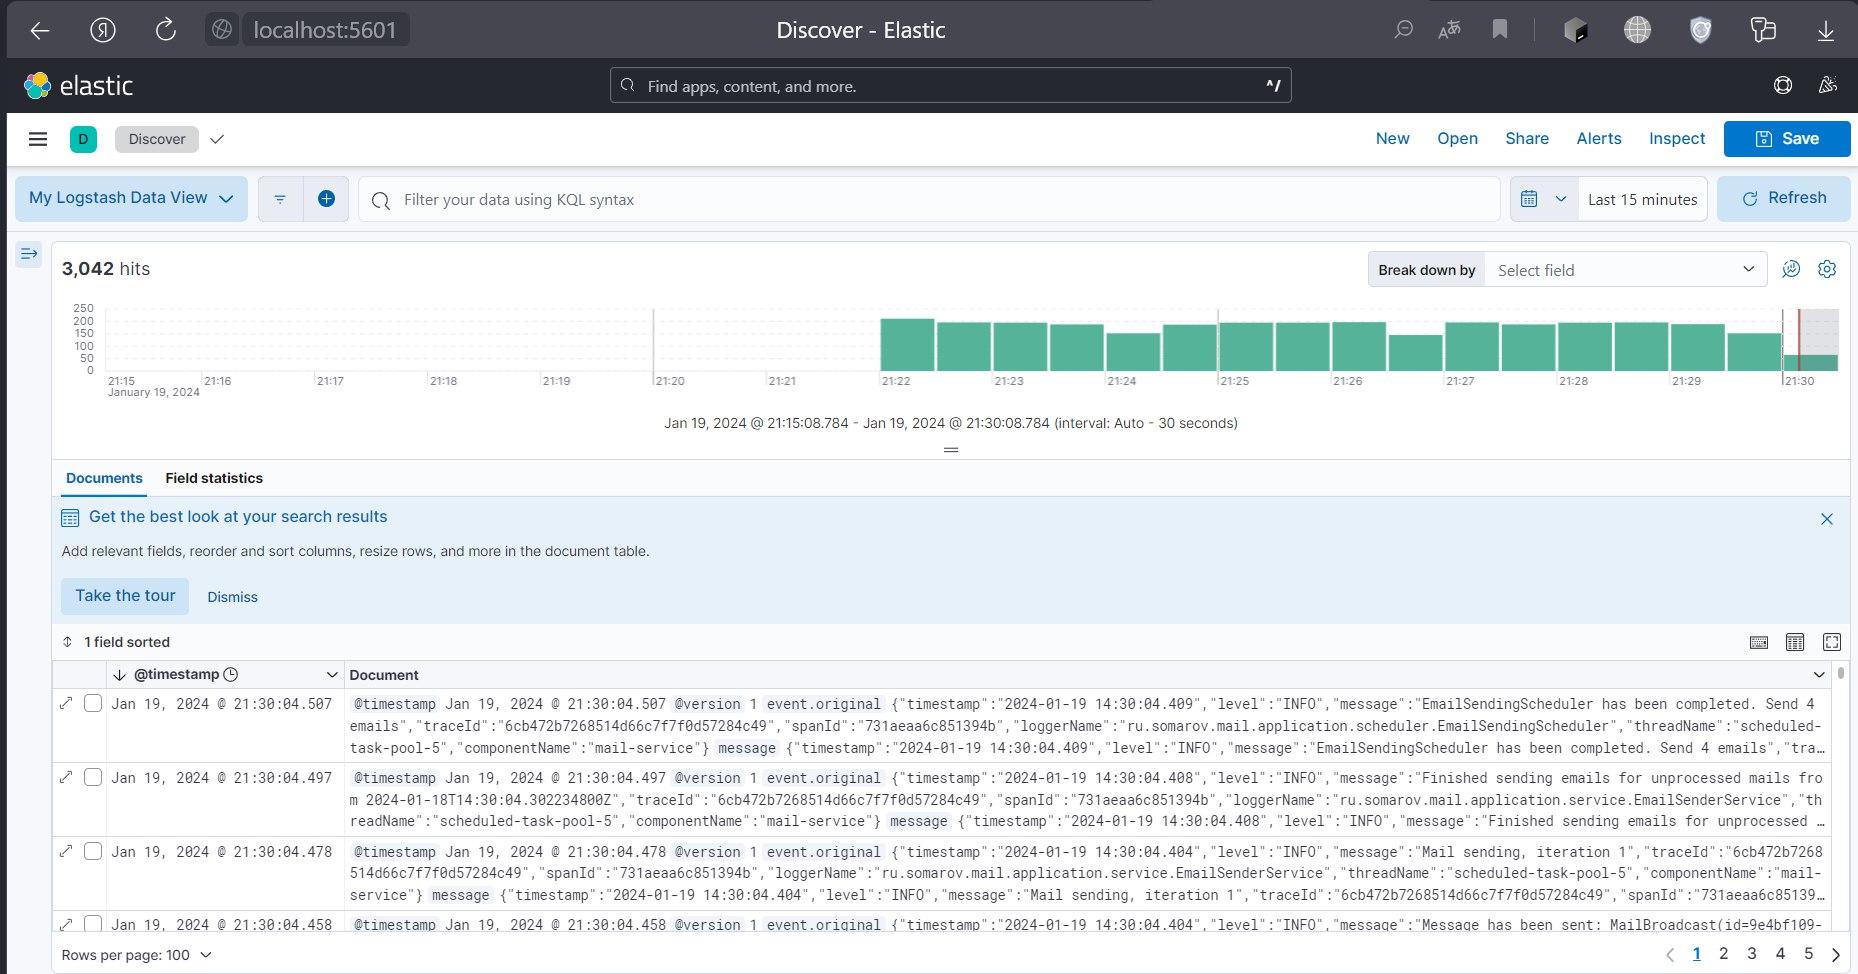 localhost:5601
Discover - Elastic
elastic
Find apps, content, and more.
^/
D
Discover
New
Open
Share
Alerts
Inspect
Save
My Logstash Data View
Filter your data using KQL syntax
Last 15 minutes
Refresh
3,042 hits
Break down by
Select field
250
200
150
100
50
0
21:15
21:16
21:17
21:18
21:19
21:20
21:21
21:22
21:23
21:24
21:25
21:26
21:27
21:28
21:29
21:30
January 19, 2024
Jan 19, 2024 @ 21:15:08.784 - Jan 19, 2024 @ 21:30:08.784 (interval: Auto - 30 seconds)
Documents
Field statistics
Get the best look at your search results
Add relevant fields, reorder and sort columns, resize rows, and more in the document table.
Take the tour
Dismiss
1 field sorted
@timestamp
Document
Jan 19, 2024 @ 21:30:04.507
@timestamp Jan 19, 2024 @ 21:30:04.507 @version 1 event.original {"timestamp":"2024-01-19 14:30:04.409","level":"INFO","message":"EmailSendingScheduler has been completed. Send 4
emails","traceId":"6cb472b7268514d66c7f7f0d57284c49","spanId":"731aeaa6c851394b","loggerName":"ru.somarov.mail.application.scheduler.EmailSendingScheduler","threadName":"scheduled-
task-pool-5","componentName":"mail-service"} message {"timestamp":"2024-01-19 14:30:04.409","level":"INFO","message":"EmailSendingScheduler has been completed. Send 4 emails","tra…
Jan 19, 2024 @ 21:30:04.497
@timestamp Jan 19, 2024 @ 21:30:04.497 @version 1 event.original {"timestamp":"2024-01-19 14:30:04.408","level":"INFO","message":"Finished sending emails for unprocessed mails fro
m 2024-01-18T14:30:04.302234800Z","traceId":"6cb472b7268514d66c7f7f0d57284c49","spanId":"731aeaa6c851394b","loggerName":"ru.somarov.mail.application.service.EmailSenderService","th
readName":"scheduled-task-pool-5","componentName":"mail-service"} message {"timestamp":"2024-01-19 14:30:04.408","level":"INFO","message":"Finished sending emails for unprocessed …
Jan 19, 2024 @ 21:30:04.478
@timestamp Jan 19, 2024 @ 21:30:04.478 @version 1 event.original {"timestamp":"2024-01-19 14:30:04.404","level":"INFO","message":"Mail sending, iteration 1","traceId":"6cb472b7268
514d66c7f7f0d57284c49","spanId":"731aeaa6c851394b","loggerName":"ru.somarov.mail.application.service.EmailSenderService","threadName":"scheduled-task-pool-5","componentName":"mail-
service"} message {"timestamp":"2024-01-19 14:30:04.404","level":"INFO","message":"Mail sending, iteration 1","traceId":"6cb472b7268514d66c7f7f0d57284c49","spanId":"731aeaa6c85139…
Jan 19, 2024 @ 21:30:04.458
@timestamp Jan 19, 2024 @ 21:30:04.458 @version 1 event.original {"timestamp":"2024-01-19 14:30:04.404","level":"INFO","message":"Message has been sent: MailBroadcast(id=9e4bf109-
Rows per page: 100
1
2
3
4
5